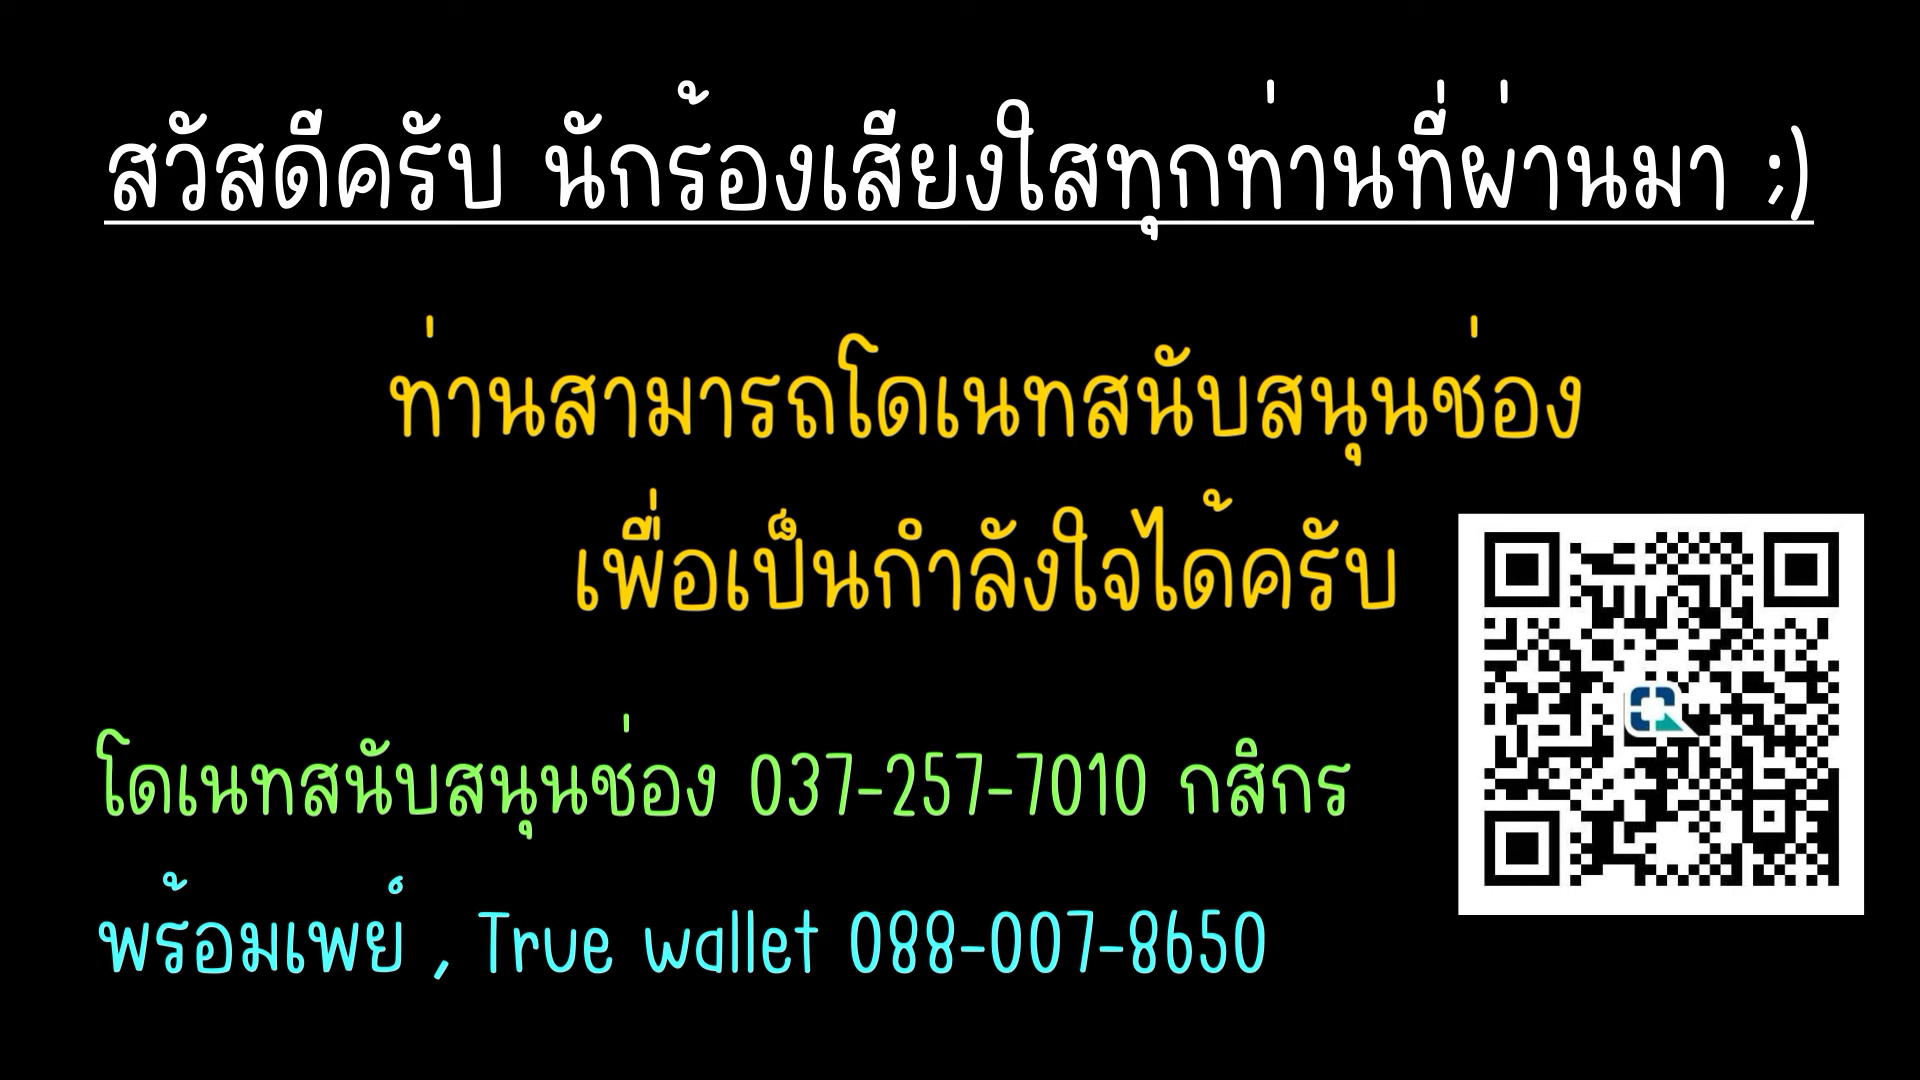 สวัสดีครับ นักร้องเสียงใสทุกท่านที่ผ่านมา ;)
ท่านสามารถโดเนทสนับสนุนช่อง
เพื่อเป็นกำลังใจได้ครับ
โดเนทสนับสนุนช่อง 037-257-7010 กสิกร
พร้อมเพย์ , True wallet 088-007-8650